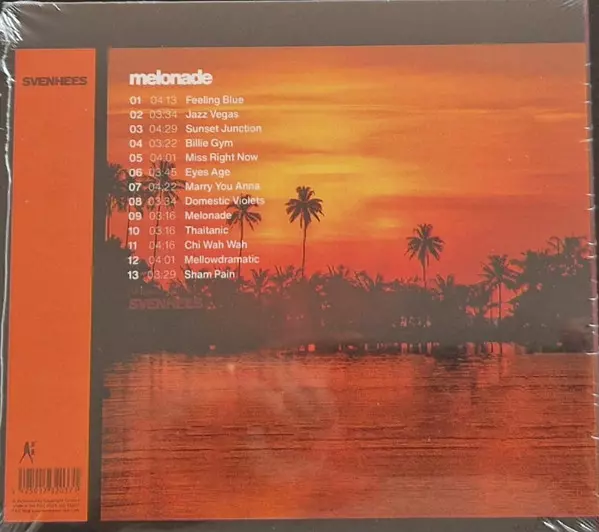 SVENHEES
melonade
01 04:13 Feeling Blue
02 03:34 Jazz Vegas
03 04:29 Sunset Junction
04 03:22 Billie Gym
05 04:01 Miss Right Now
06 03:45 Eyes Age
07 04:22 Marry You Anna
08 03:34 Domestic Violets
09 03:16 Melonade
10 03:16 Thaitanic
11 04:16 Chi Wah Wah
12 04:01 Mellowdramatic
13 03:29 Sham Pain
SVENHEES